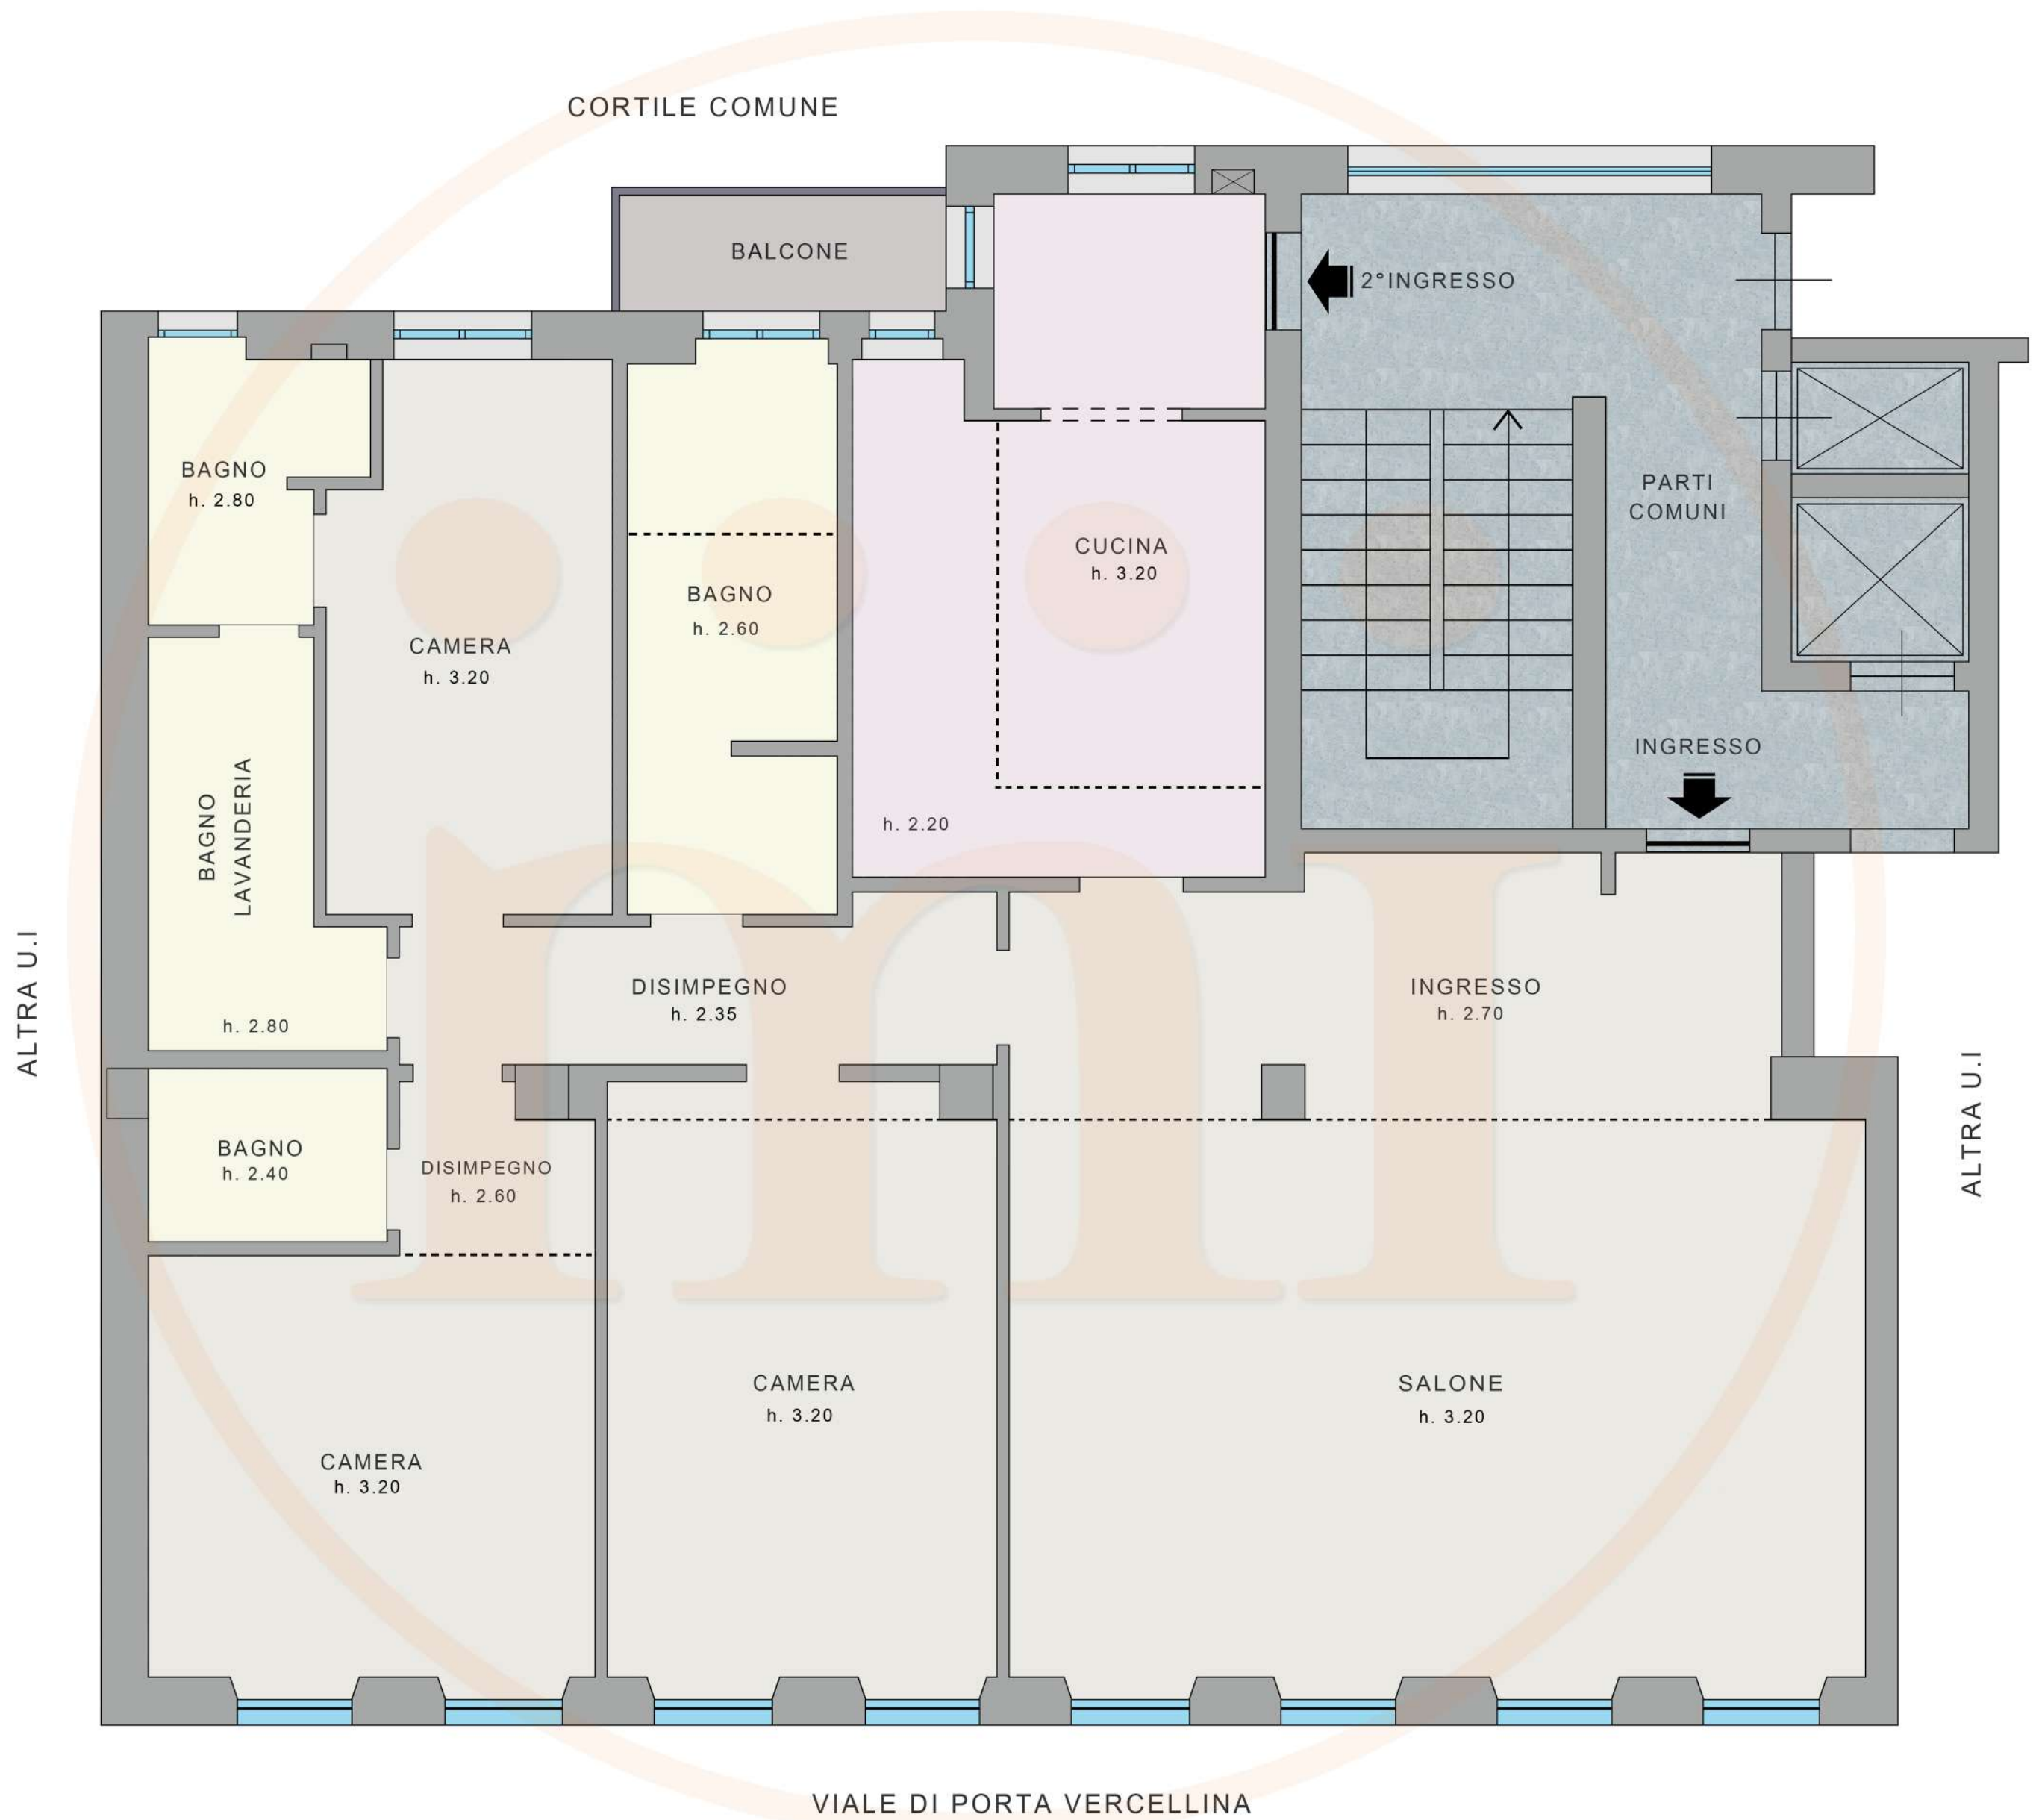 CORTILE COMUNE
BALCONE
2°INGRESSO
BAGNO
h. 2.80
PARTI
COMUNI
CUCINA
h. 3.20
BAGNO
h. 2.60
CAMERA
h. 3.20
INGRESSO
BAGNO
LAVANDERIA
h. 2.20
ALTRA U.I
DISIMPEGNO
h. 2.35
INGRESSO
h. 2.70
h. 2.80
ALTRA U.I
BAGNO
h. 2.40
DISIMPEGNO
h. 2.60
CAMERA
h. 3.20
SALONE
h. 3.20
CAMERA
h. 3.20
VIALE DI PORTA VERCELLINA
mi